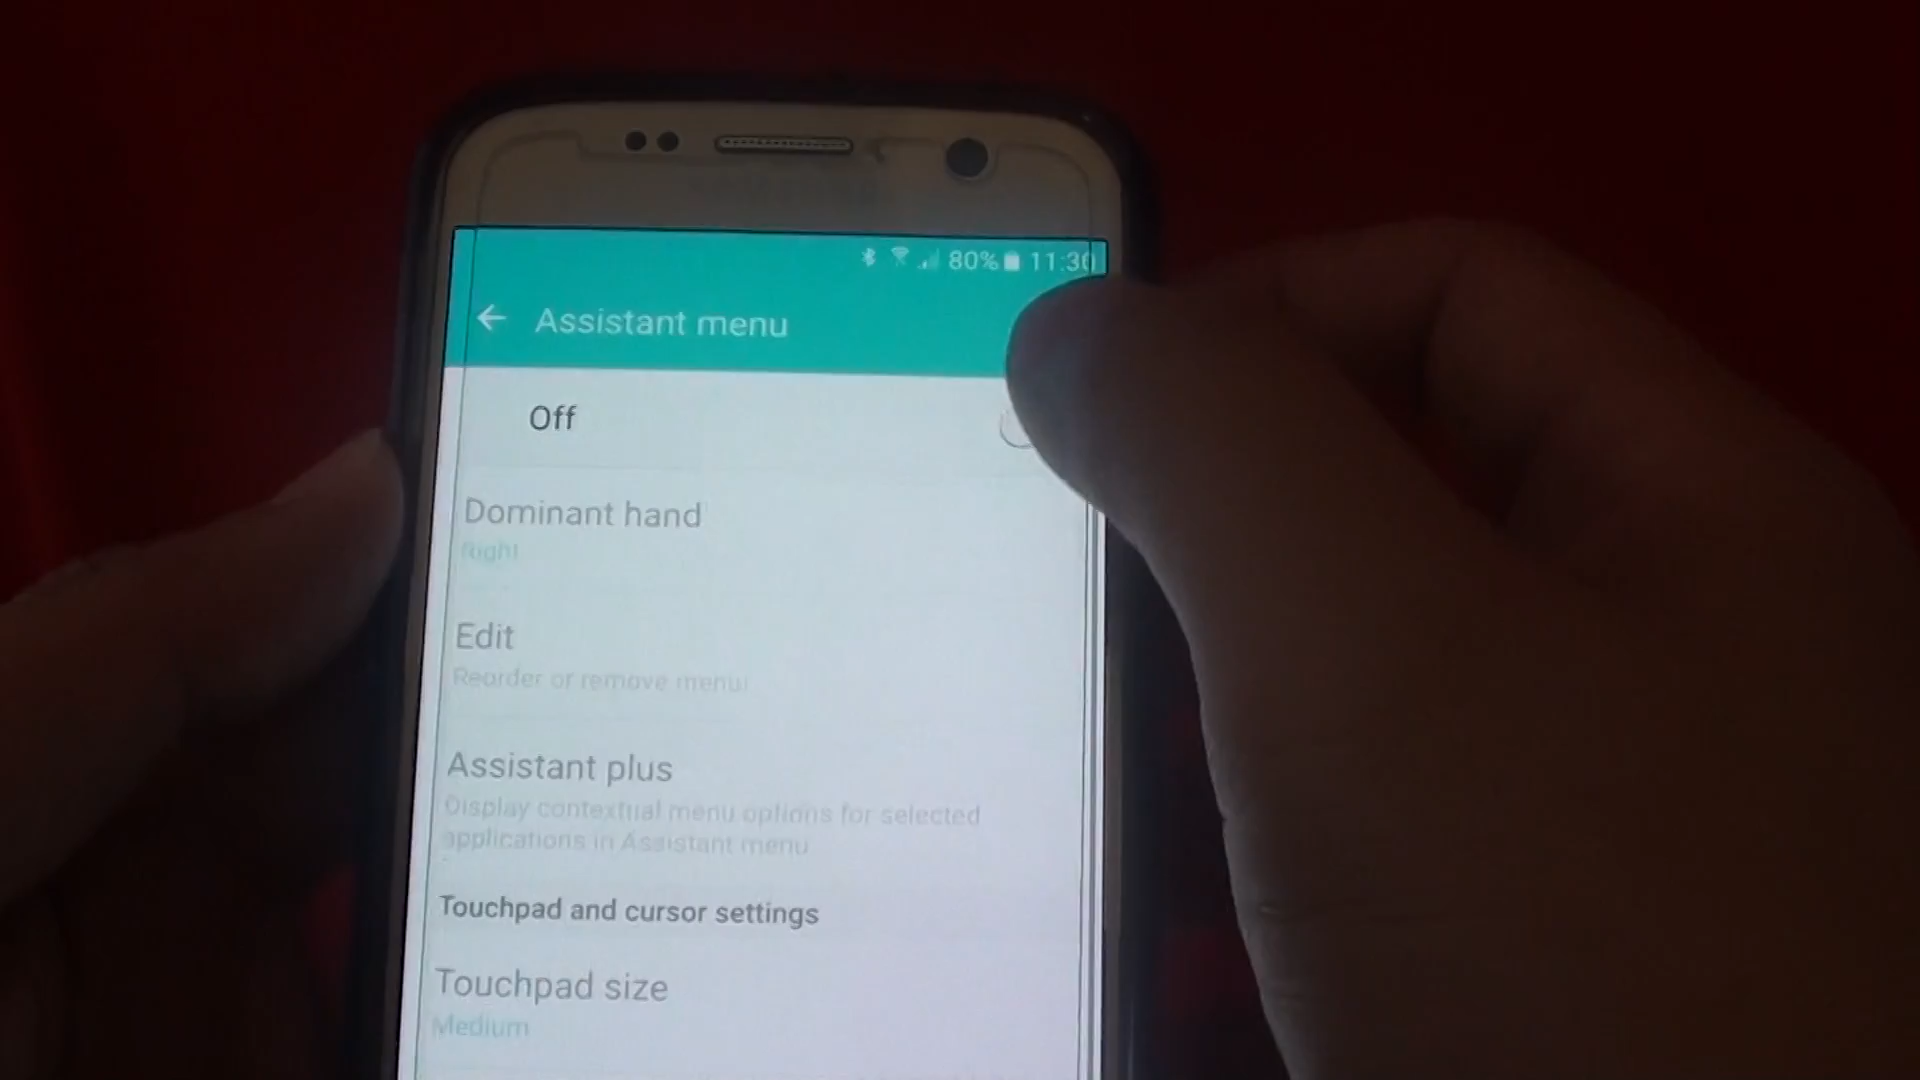 80% 11:30
Assistant menu
Off
Dominant hand
Right
Edit
Reorder or remove menu.
Assistant plus
Display contextual menu options for selected
applications in Assistant menu
Touchpad and cursor settings
Touchpad size
Medium